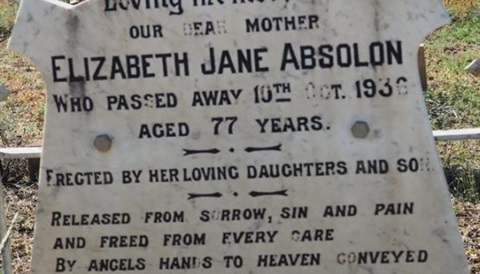 Loving in
OUR DEAR MOTHER
ELIZABETH JANE ABSOLON
WHO PASSED AWAY 10TH OCT. 1936
AGED 77 YEARS.
ERECTED BY HER LOVING DAUGHTERS AND SON.
RELEASED FROM SORROW, SIN AND PAIN
AND FREED FROM EVERY CARE
BY ANGELS HANDS TO HEAVEN CONVEYED